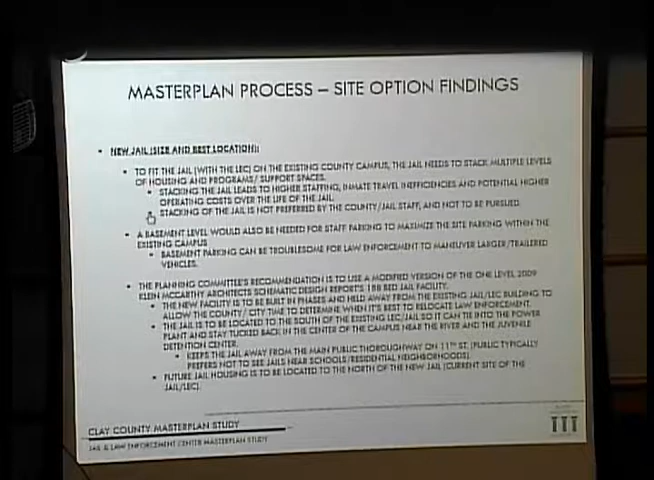 MASTERPLAN PROCESS – SITE OPTION FINDINGS
• NEW JAIL (SIZE AND BEST LOCATION):
• TO FIT THE JAIL (WITH THE LEC) ON THE EXISTING COUNTY CAMPUS, THE JAIL NEEDS TO STACK MULTIPLE LEVELS
OF HOUSING AND PROGRAMS/ SUPPORT SPACES.
• STACKING THE JAIL LEADS TO HIGHER STAFFING, INMATE TRAVEL INEFFICIENCIES AND POTENTIAL HIGHER
OPERATING COSTS OVER THE LIFE OF THE JAIL.
• STACKING OF THE JAIL IS NOT PREFERRED BY THE COUNTY/JAIL STAFF, AND NOT TO BE PURSUED.
• A BASEMENT LEVEL WOULD ALSO BE NEEDED FOR STAFF PARKING TO MAXIMIZE THE SITE PARKING WITHIN THE
EXISTING CAMPUS
• BASEMENT PARKING CAN BE TROUBLESOME FOR LAW ENFORCEMENT TO MANEUVER LARGER/TRAILERED
VEHICLES.
• THE PLANNING COMMITTEE'S RECOMMENDATION IS TO USE A MODIFIED VERSION OF THE ONE LEVEL 2009
KLEIN MCCARTHY ARCHITECTS SCHEMATIC DESIGN REPORT'S 188 BED JAIL FACILITY.
• THE NEW FACILITY IS TO BE BUILT IN PHASES AND HELD AWAY FROM THE EXISTING JAIL/LEC BUILDING TO
ALLOW THE COUNTY/ CITY TIME TO DETERMINE WHEN IT'S BEST TO RELOCATE LAW ENFORCEMENT.
• THE JAIL IS TO BE LOCATED TO THE SOUTH OF THE EXISTING LEC/JAIL SO IT CAN TIE INTO THE POWER
PLANT AND STAY TUCKED BACK IN THE CENTER OF THE CAMPUS NEAR THE RIVER AND THE JUVENILE
DETENTION CENTER.
• KEEPS THE JAIL AWAY FROM THE MAIN PUBLIC THOROUGHWAY ON 11TH ST. (PUBLIC TYPICALLY
PREFERS NOT TO SEE JAILS NEAR SCHOOLS/RESIDENTIAL NEIGHBORHOODS).
• FUTURE JAIL HOUSING IS TO BE LOCATED TO THE NORTH OF THE NEW JAIL (CURRENT SITE OF THE
JAIL/LEC).
CLAY COUNTY MASTERPLAN STUDY
JAIL & LAW ENFORCEMENT CENTER MASTERPLAN STUDY